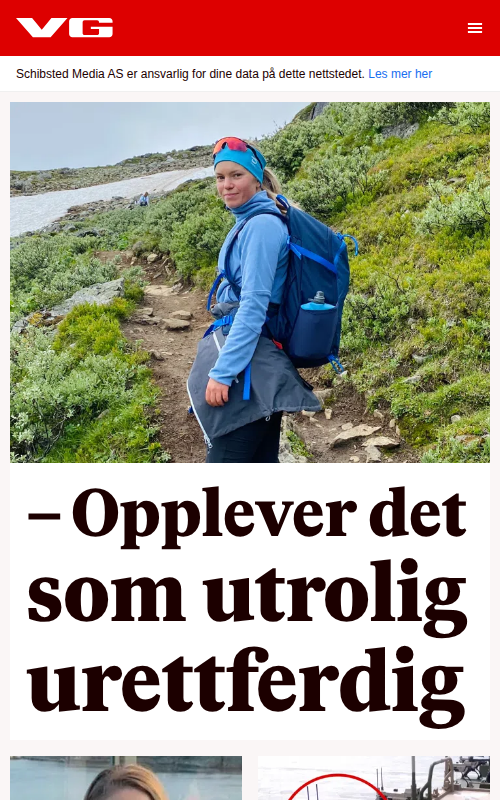 VG
Schibsted Media AS er ansvarlig for dine data på dette nettstedet. Les mer her
– Opplever det
som utrolig
urettferdig